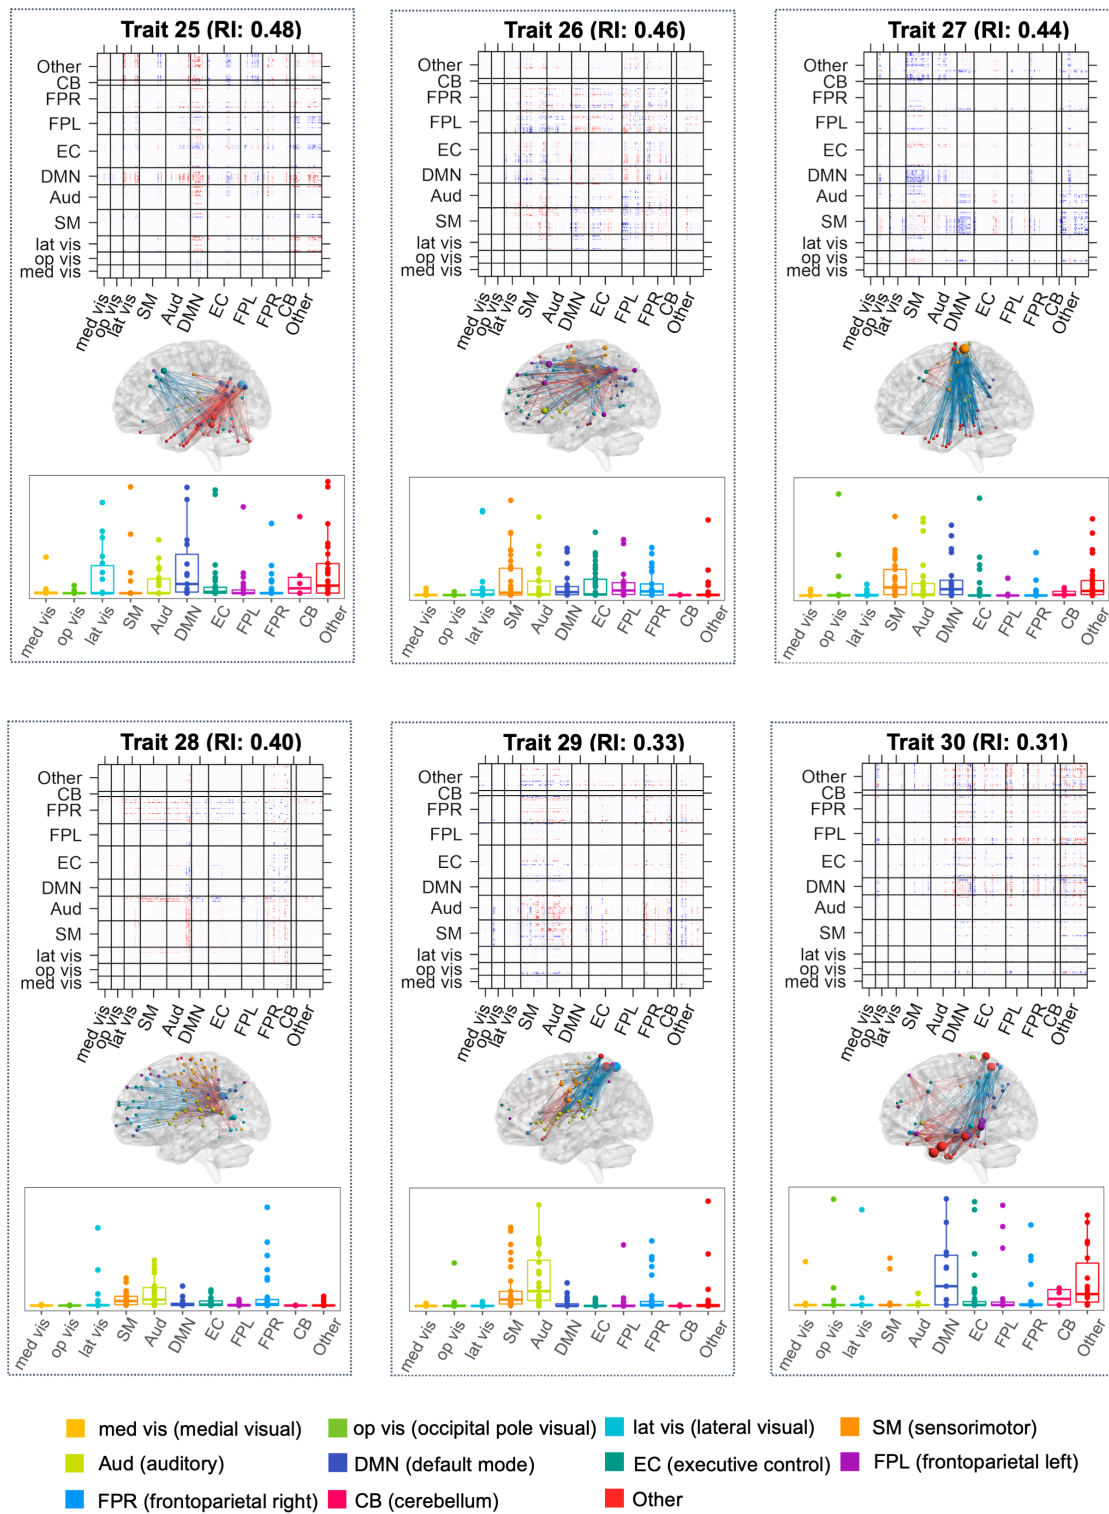 Trait 25 (RI: 0.48)
Other
CB
FPR
FPL
EC
DMN
Aud
SM
lat vis
op vis
med vis
med vis
op vis
lat vis
SM
Aud
DMN
EC
FPL
FPR
CB
Other
med vis
op vis
lat vis
SM
Aud
DMN
EC
FPL
FPR
CB
Other
Trait 26 (RI: 0.46)
Other
CB
FPR
FPL
EC
DMN
Aud
SM
lat vis
op vis
med vis
med vis
op vis
lat vis
SM
Aud
DMN
EC
FPL
FPR
CB
Other
med vis
op vis
lat vis
SM
Aud
DMN
EC
FPL
FPR
CB
Other
Trait 27 (RI: 0.44)
Other
CB
FPR
FPL
EC
DMN
Aud
SM
lat vis
op vis
med vis
med vis
op vis
lat vis
SM
Aud
DMN
EC
FPL
FPR
CB
Other
med vis
op vis
lat vis
SM
Aud
DMN
EC
FPL
FPR
CB
Other
Trait 28 (RI: 0.40)
Other
CB
FPR
FPL
EC
DMN
Aud
SM
lat vis
op vis
med vis
med vis
op vis
lat vis
SM
Aud
DMN
EC
FPL
FPR
CB
Other
med vis
op vis
lat vis
SM
Aud
DMN
EC
FPL
FPR
CB
Other
Trait 29 (RI: 0.33)
Other
CB
FPR
FPL
EC
DMN
Aud
SM
lat vis
op vis
med vis
med vis
op vis
lat vis
SM
Aud
DMN
EC
FPL
FPR
CB
Other
med vis
op vis
lat vis
SM
Aud
DMN
EC
FPL
FPR
CB
Other
Trait 30 (RI: 0.31)
Other
CB
FPR
FPL
EC
DMN
Aud
SM
lat vis
op vis
med vis
med vis
op vis
lat vis
SM
Aud
DMN
EC
FPL
FPR
CB
Other
med vis
op vis
lat vis
SM
Aud
DMN
EC
FPL
FPR
CB
Other
med vis (medial visual) op vis (occipital pole visual) lat vis (lateral visual) SM (sensorimotor)
Aud (auditory) DMN (default mode) EC (executive control) FPL (frontoparietal left)
FPR (frontoparietal right) CB (cerebellum) Other